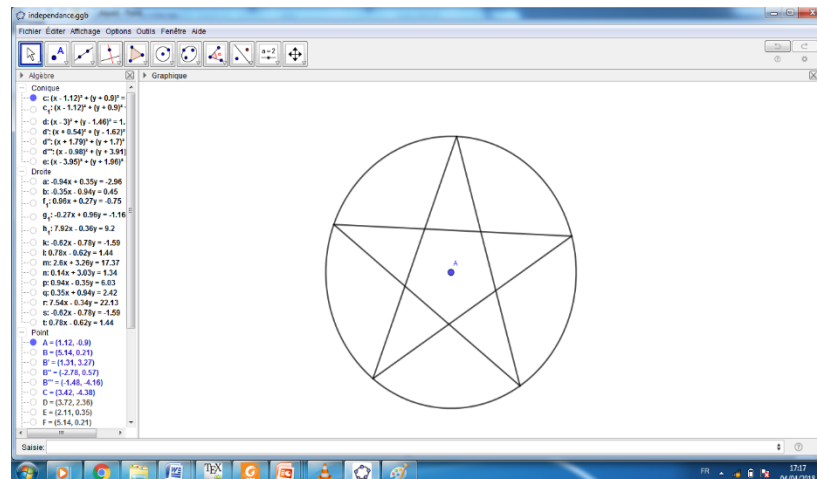 independance.ggb
Fichier Éditer Affichage Options Outils Fenêtre Aide
a=2
Algèbre
Graphique
Conique
c: (x - 1.12)² + (y + 0.9)² =
c₁: (x - 1.12)² + (y + 0.9)²
d: (x - 3)² + (y - 1.46)² = 1.
d': (x + 0.54)² + (y - 1.62)²
d'': (x + 1.79)² + (y + 1.7)²
d''': (x - 0.98)² + (y + 3.91)
e: (x - 3.95)² + (y + 1.96)²
Droite
a: -0.94x + 0.35y = -2.96
b: -0.35x - 0.94y = 0.45
f₁: 0.96x + 0.27y = -0.75
g₁: -0.27x + 0.96y = -1.16
h₁: 7.92x - 0.36y = 9.2
k: -0.62x - 0.78y = -1.59
l: 0.78x - 0.62y = 1.44
m: 2.6x + 3.26y = 17.37
n: 0.14x + 3.03y = 1.34
p: 0.94x - 0.35y = 6.03
q: 0.35x + 0.94y = 2.42
r: 7.54x - 0.34y = 22.13
s: -0.62x - 0.78y = -1.59
t: 0.78x - 0.62y = 1.44
Point
A = (1.12, -0.9)
B = (5.14, 0.21)
B' = (1.31, 3.27)
B'' = (-2.78, 0.57)
B''' = (-1.48, -4.16)
C = (3.42, -4.38)
D = (3.72, 2.36)
E = (2.11, 0.35)
F = (5.14, 0.21)
A
Saisie:
TEX
FR
17:17
04/04/2018